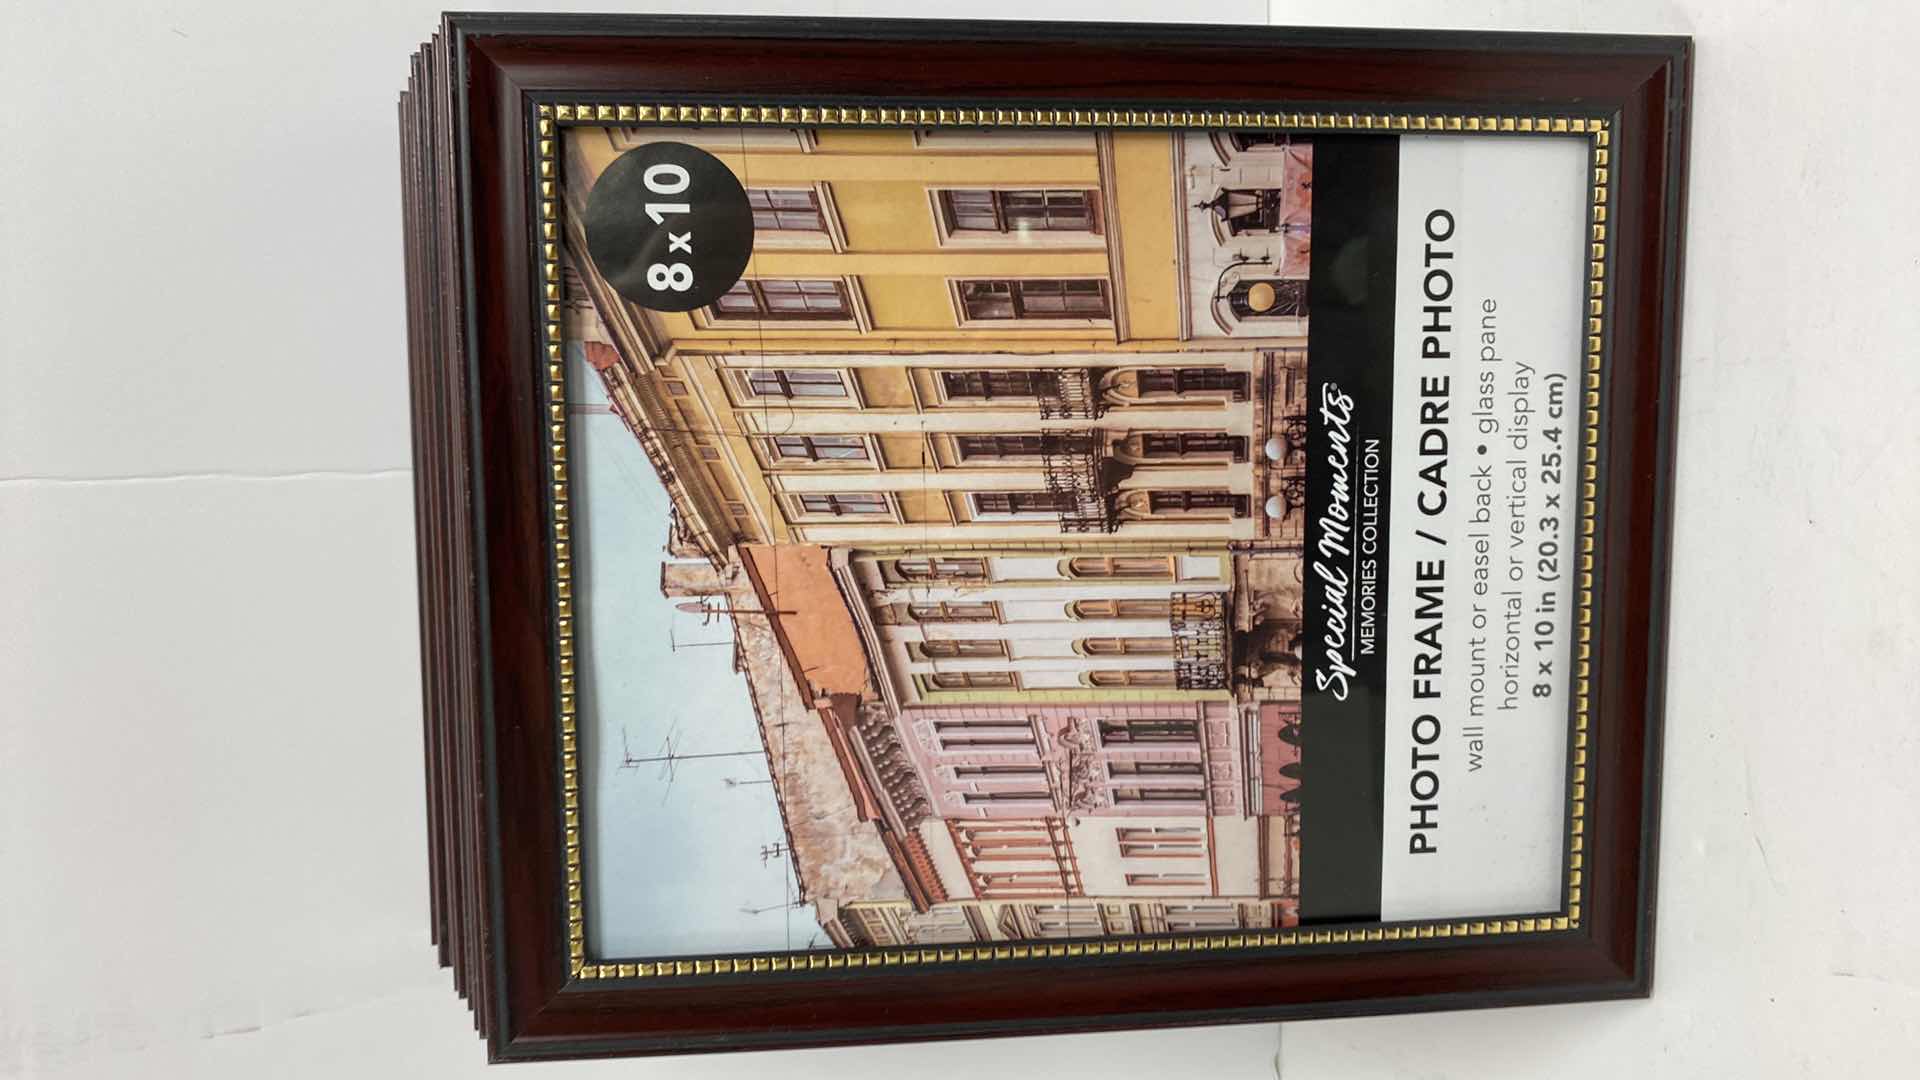 8 x 10
Special Moments®
MEMORIES COLLECTION
PHOTO FRAME / CADRE PHOTO
wall mount or easel back • glass pane
horizontal or vertical display
8 x 10 in (20.3 x 25.4 cm)